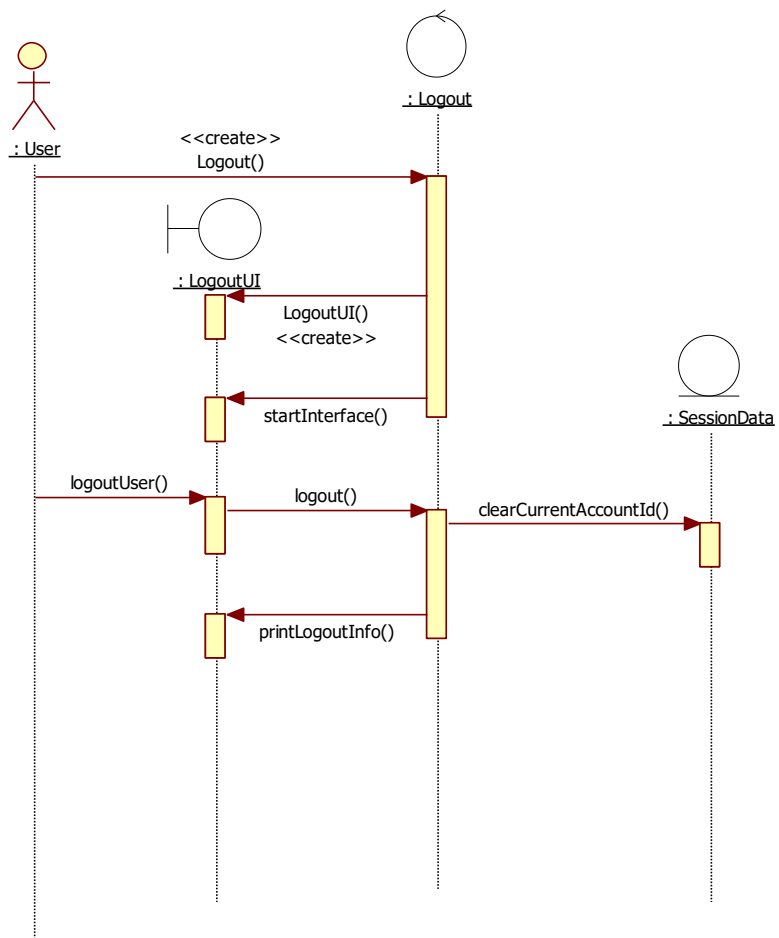 : Logout
<<create>>
: User
Logout()
: LogoutUI
LogoutUI()
<<create>>
startInterface()
: SessionData
logoutUser()
logout()
clearCurrentAccountId()
printLogoutInfo()